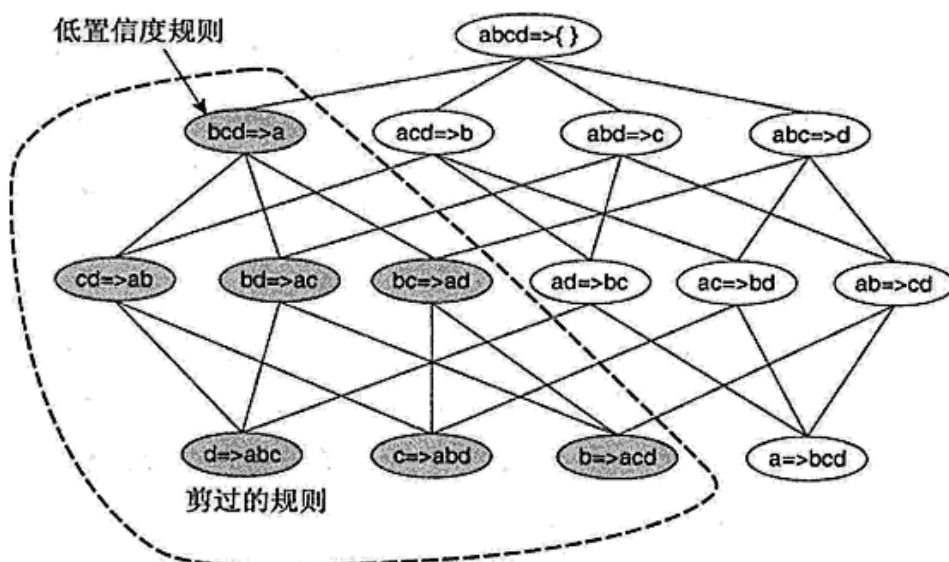 低置信度规则
abcd=>{ }
bcd=>a
acd=>b
abd=>c
abc=>d
cd=>ab
bd=>ac
bc=>ad
ad=>bc
ac=>bd
ab=>cd
d=>abc
c=>abd
b=>acd
a=>bcd
剪过的规则